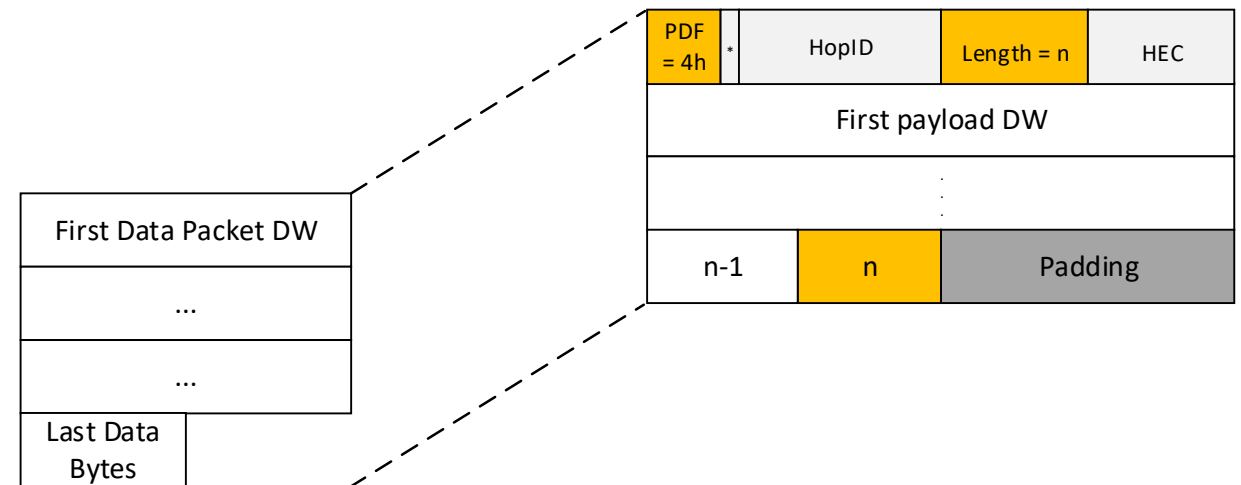 PDF
= 4h
*
HopID
Length = n
HEC
First payload DW
.
.
.
n-1
n
Padding
First Data Packet DW
...
...
Last Data
Bytes